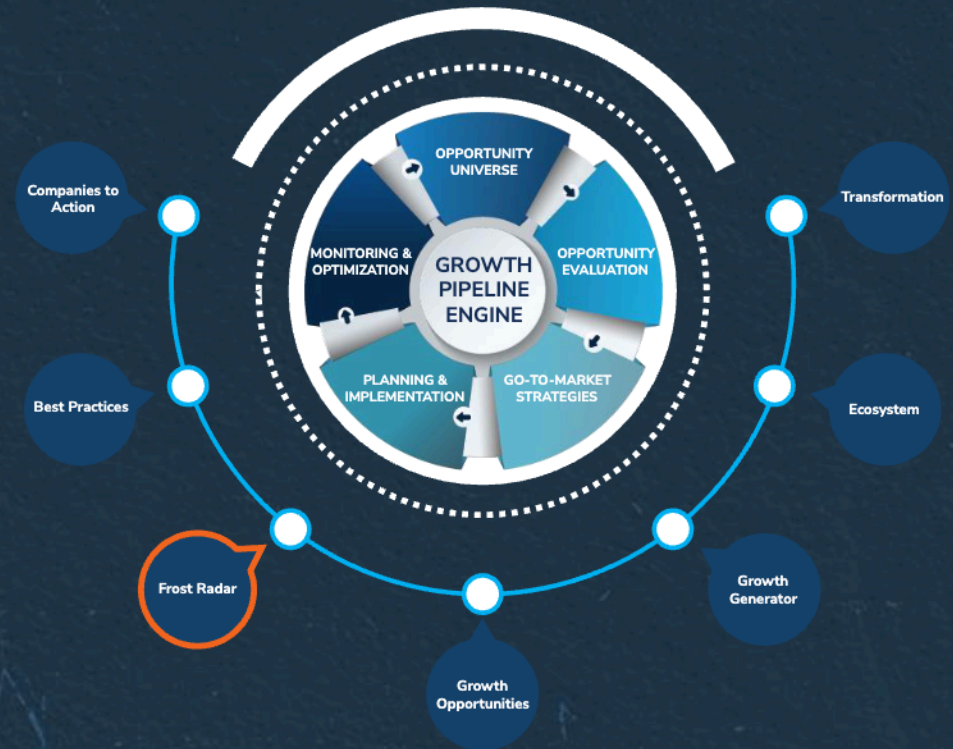 OPPORTUNITY
UNIVERSE
OPPORTUNITY
EVALUATION
GO-TO-MARKET
STRATEGIES
PLANNING &
IMPLEMENTATION
MONITORING &
OPTIMIZATION
GROWTH
PIPELINE
ENGINE
Companies to
Action
Best Practices
Frost Radar
Growth
Opportunities
Growth
Generator
Ecosystem
Transformation